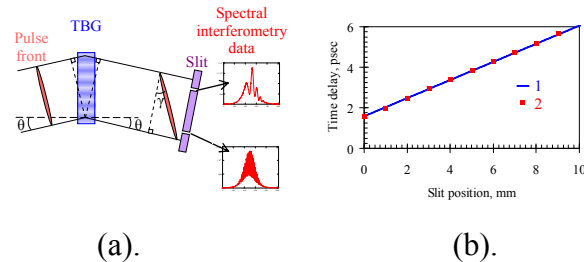 Pulse
front
TBG
Spectral
interferometry
data
Slit
θ
θ
γ
Time delay, psec
6
4
2
0
0 2 4 6 8 10
Slit position, mm
1
2
(a).
(b).